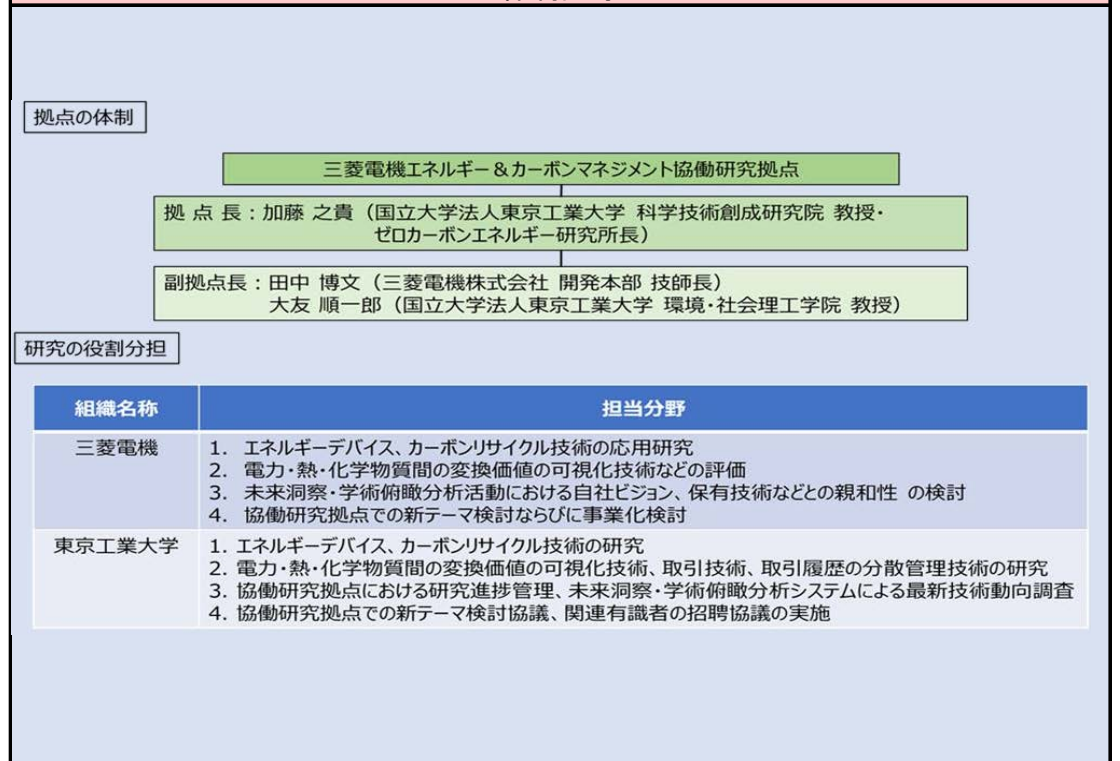 拠点の体制
三菱電機エネルギー＆カーボンマネジメント協働研究拠点
拠 点 長：加藤 之貴（国立大学法人東京工業大学 科学技術創成研究院 教授・
ゼロカーボンエネルギー研究所長）
副拠点長：田中 博文（三菱電機株式会社 開発本部 技師長）
大友 順一郎（国立大学法人東京工業大学 環境・社会理工学院 教授）
研究の役割分担
組織名称 担当分野
三菱電機 1. エネルギーデバイス、カーボンリサイクル技術の応用研究
2. 電力・熱・化学物質間の変換価値の可視化技術などの評価
3. 未来洞察・学術俯瞰分析活動における自社ビジョン、保有技術などとの親和性 の検討
4. 協働研究拠点での新テーマ検討ならびに事業化検討
東京工業大学 1. エネルギーデバイス、カーボンリサイクル技術の研究
2. 電力・熱・化学物質間の変換価値の可視化技術、取引技術、取引履歴の分散管理技術の研究
3. 協働研究拠点における研究進捗管理、未来洞察・学術俯瞰分析システムによる最新技術動向調査
4. 協働研究拠点での新テーマ検討協議、関連有識者の招聘協議の実施